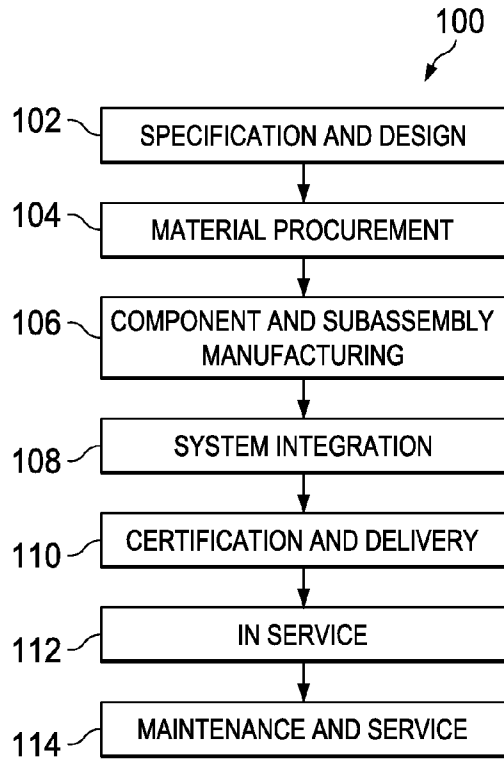 100
102 SPECIFICATION AND DESIGN
104 MATERIAL PROCUREMENT
106 COMPONENT AND SUBASSEMBLY
MANUFACTURING
108 SYSTEM INTEGRATION
110 CERTIFICATION AND DELIVERY
112 IN SERVICE
114 MAINTENANCE AND SERVICE